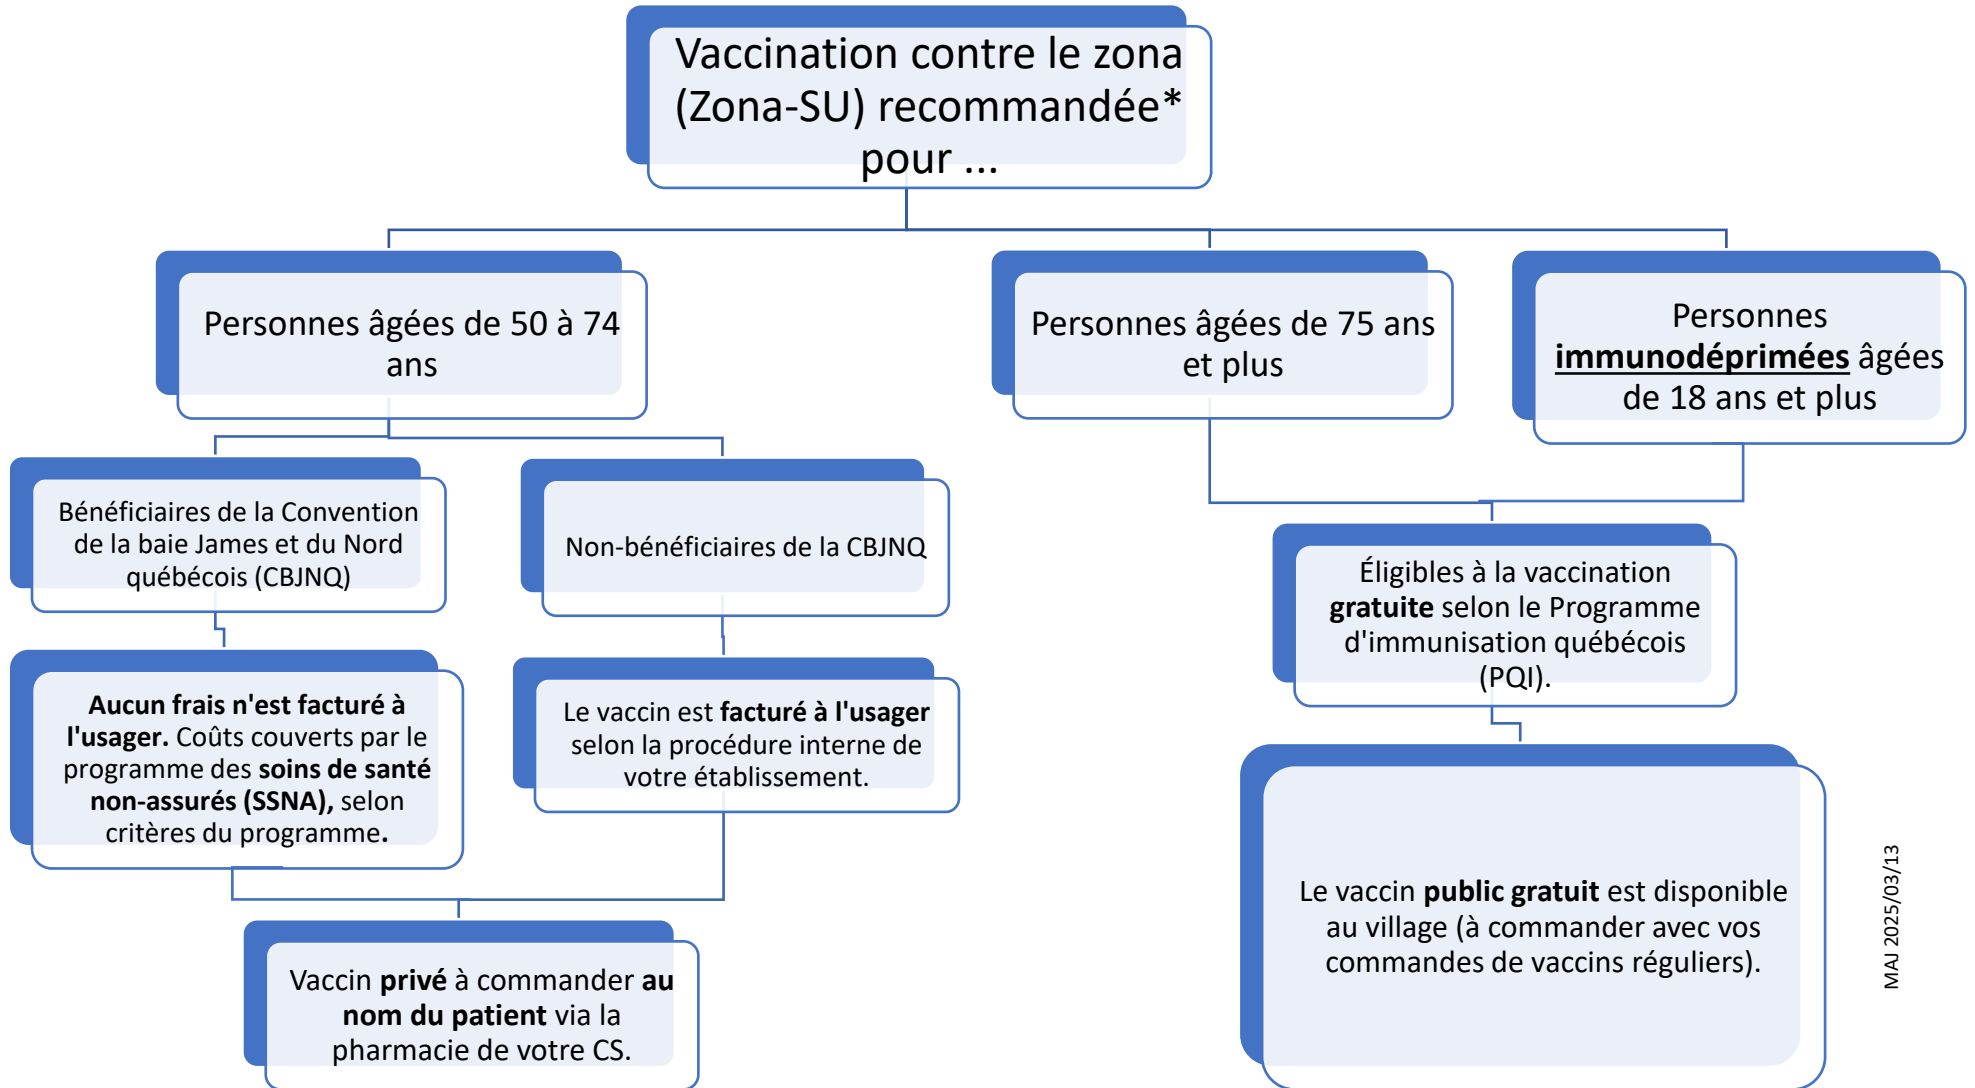 Vaccination contre le zona
(Zona-SU) recommandée*
pour ...
Personnes âgées de 50 à 74
ans
Personnes âgées de 75 ans
et plus
Personnes
immunodéprimées âgées
de 18 ans et plus
Bénéficiaires de la Convention
de la baie James et du Nord
québécois (CBJNQ)
Non-bénéficiaires de la CBJNQ
Éligibles à la vaccination
gratuite selon le Programme
d'immunisation québécois
(PQI).
Aucun frais n'est facturé à
l'usager. Coûts couverts par le
programme des soins de santé
non-assurés (SSNA), selon
critères du programme.
Le vaccin est facturé à l'usager
selon la procédure interne de
votre établissement.
Le vaccin public gratuit est disponible
au village (à commander avec vos
commandes de vaccins réguliers).
Vaccin privé à commander au
nom du patient via la
pharmacie de votre CS.
MAJ 2025/03/13